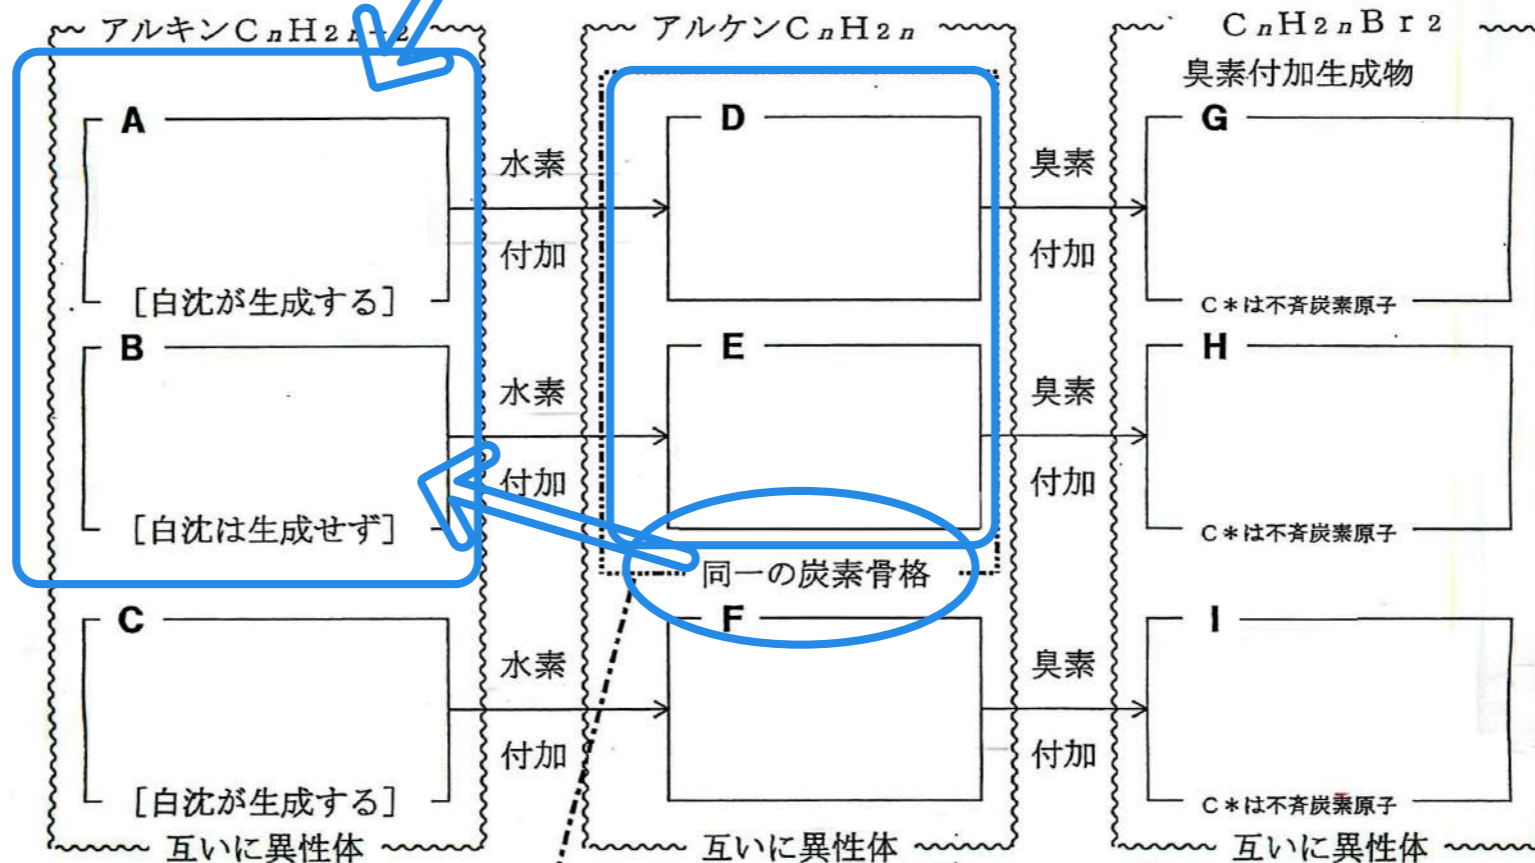 アルキンCnH2n-2
アルケンCnH2n
CnH2nBr2
臭素付加生成物
A
[白沈が生成する]
水素
付加
D
臭素
付加
G
C*は不斉炭素原子
B
[白沈は生成せず]
水素
付加
E
臭素
付加
H
C*は不斉炭素原子
同一の炭素骨格
C
[白沈が生成する]
水素
付加
F
臭素
付加
I
C*は不斉炭素原子
互いに異性体
互いに異性体
互いに異性体